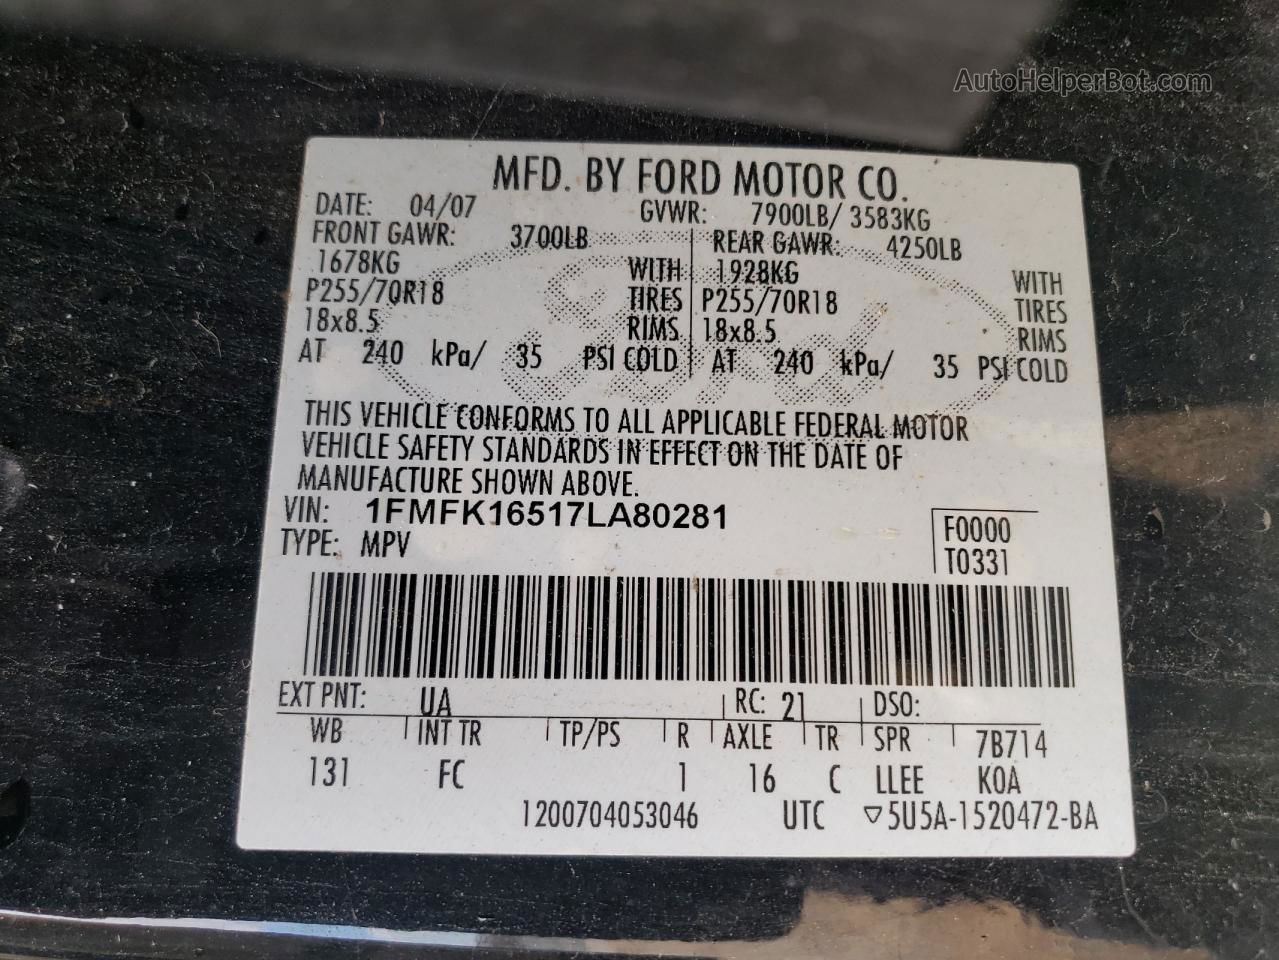 AutoHelperBot.com
MFD. BY FORD MOTOR CO.
DATE: 04/07 GVWR: 7900LB/ 3583KG
FRONT GAWR: 3700LB REAR GAWR: 4250LB
1678KG WITH 1928KG WITH
P255/70R18 TIRES P255/70R18 TIRES
18x8.5 RIMS 18x8.5 RIMS
AT 240 kPa/ 35 PSI COLD AT 240 kPa/ 35 PSI COLD
THIS VEHICLE CONFORMS TO ALL APPLICABLE FEDERAL MOTOR
VEHICLE SAFETY STANDARDS IN EFFECT ON THE DATE OF
MANUFACTURE SHOWN ABOVE.
VIN: 1FMFK16517LA80281 F0000
TYPE: MPV T0331
EXT PNT: UA RC: 21 DSO:
WB INT TR TP/PS R AXLE TR SPR 7B714
131 FC 1 16 C LLEE KOA
1200704053046 UTC ▽5U5A-1520472-BA
Ford